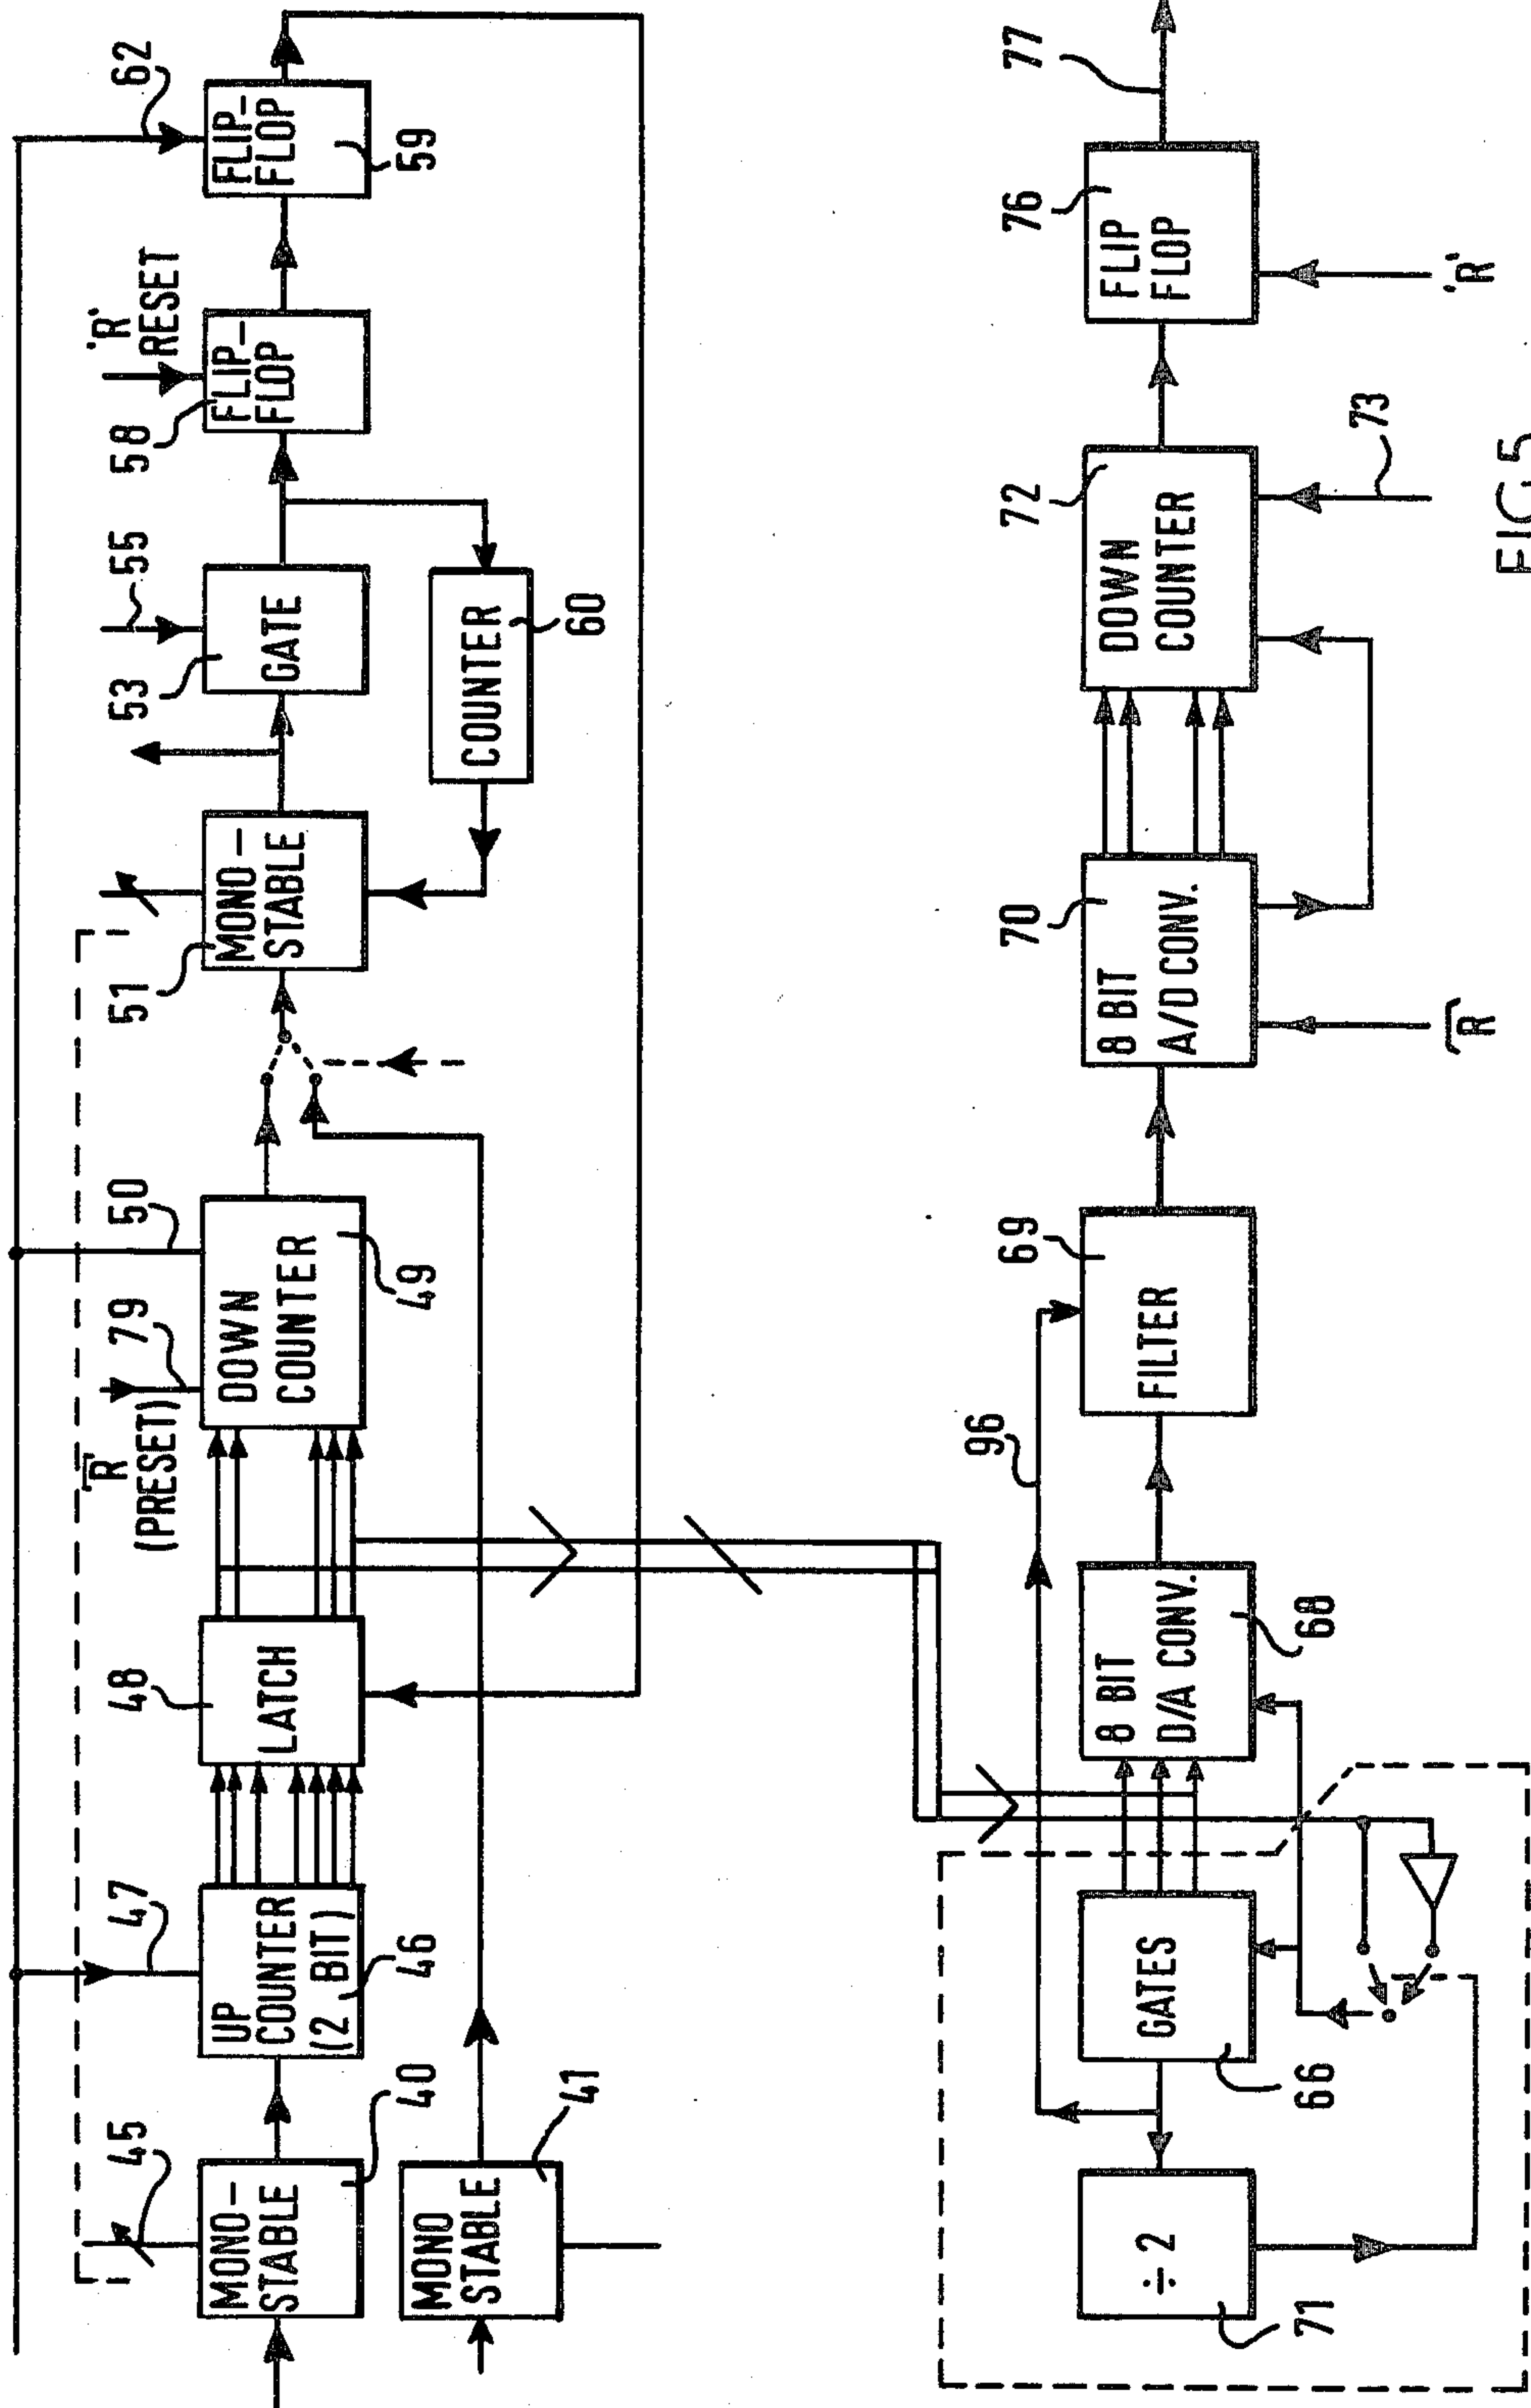 45
47
79
50
51
53
55
58
'R'
RESET
62
R
(PRESET)
48
MONO-
STABLE
40
UP
COUNTER
(2 BIT)
46
LATCH
DOWN
COUNTER
49
MONO-
STABLE
GATE
FLIP-
FLOP
FLIP-
FLOP
59
MONO
STABLE
41
COUNTER
60
96
69
70
72
76
77
÷2
71
GATES
66
8 BIT
D/A CONV.
68
FILTER
8 BIT
A/D CONV.
R
DOWN
COUNTER
73
FLIP
FLOP
'R'
FIG.5